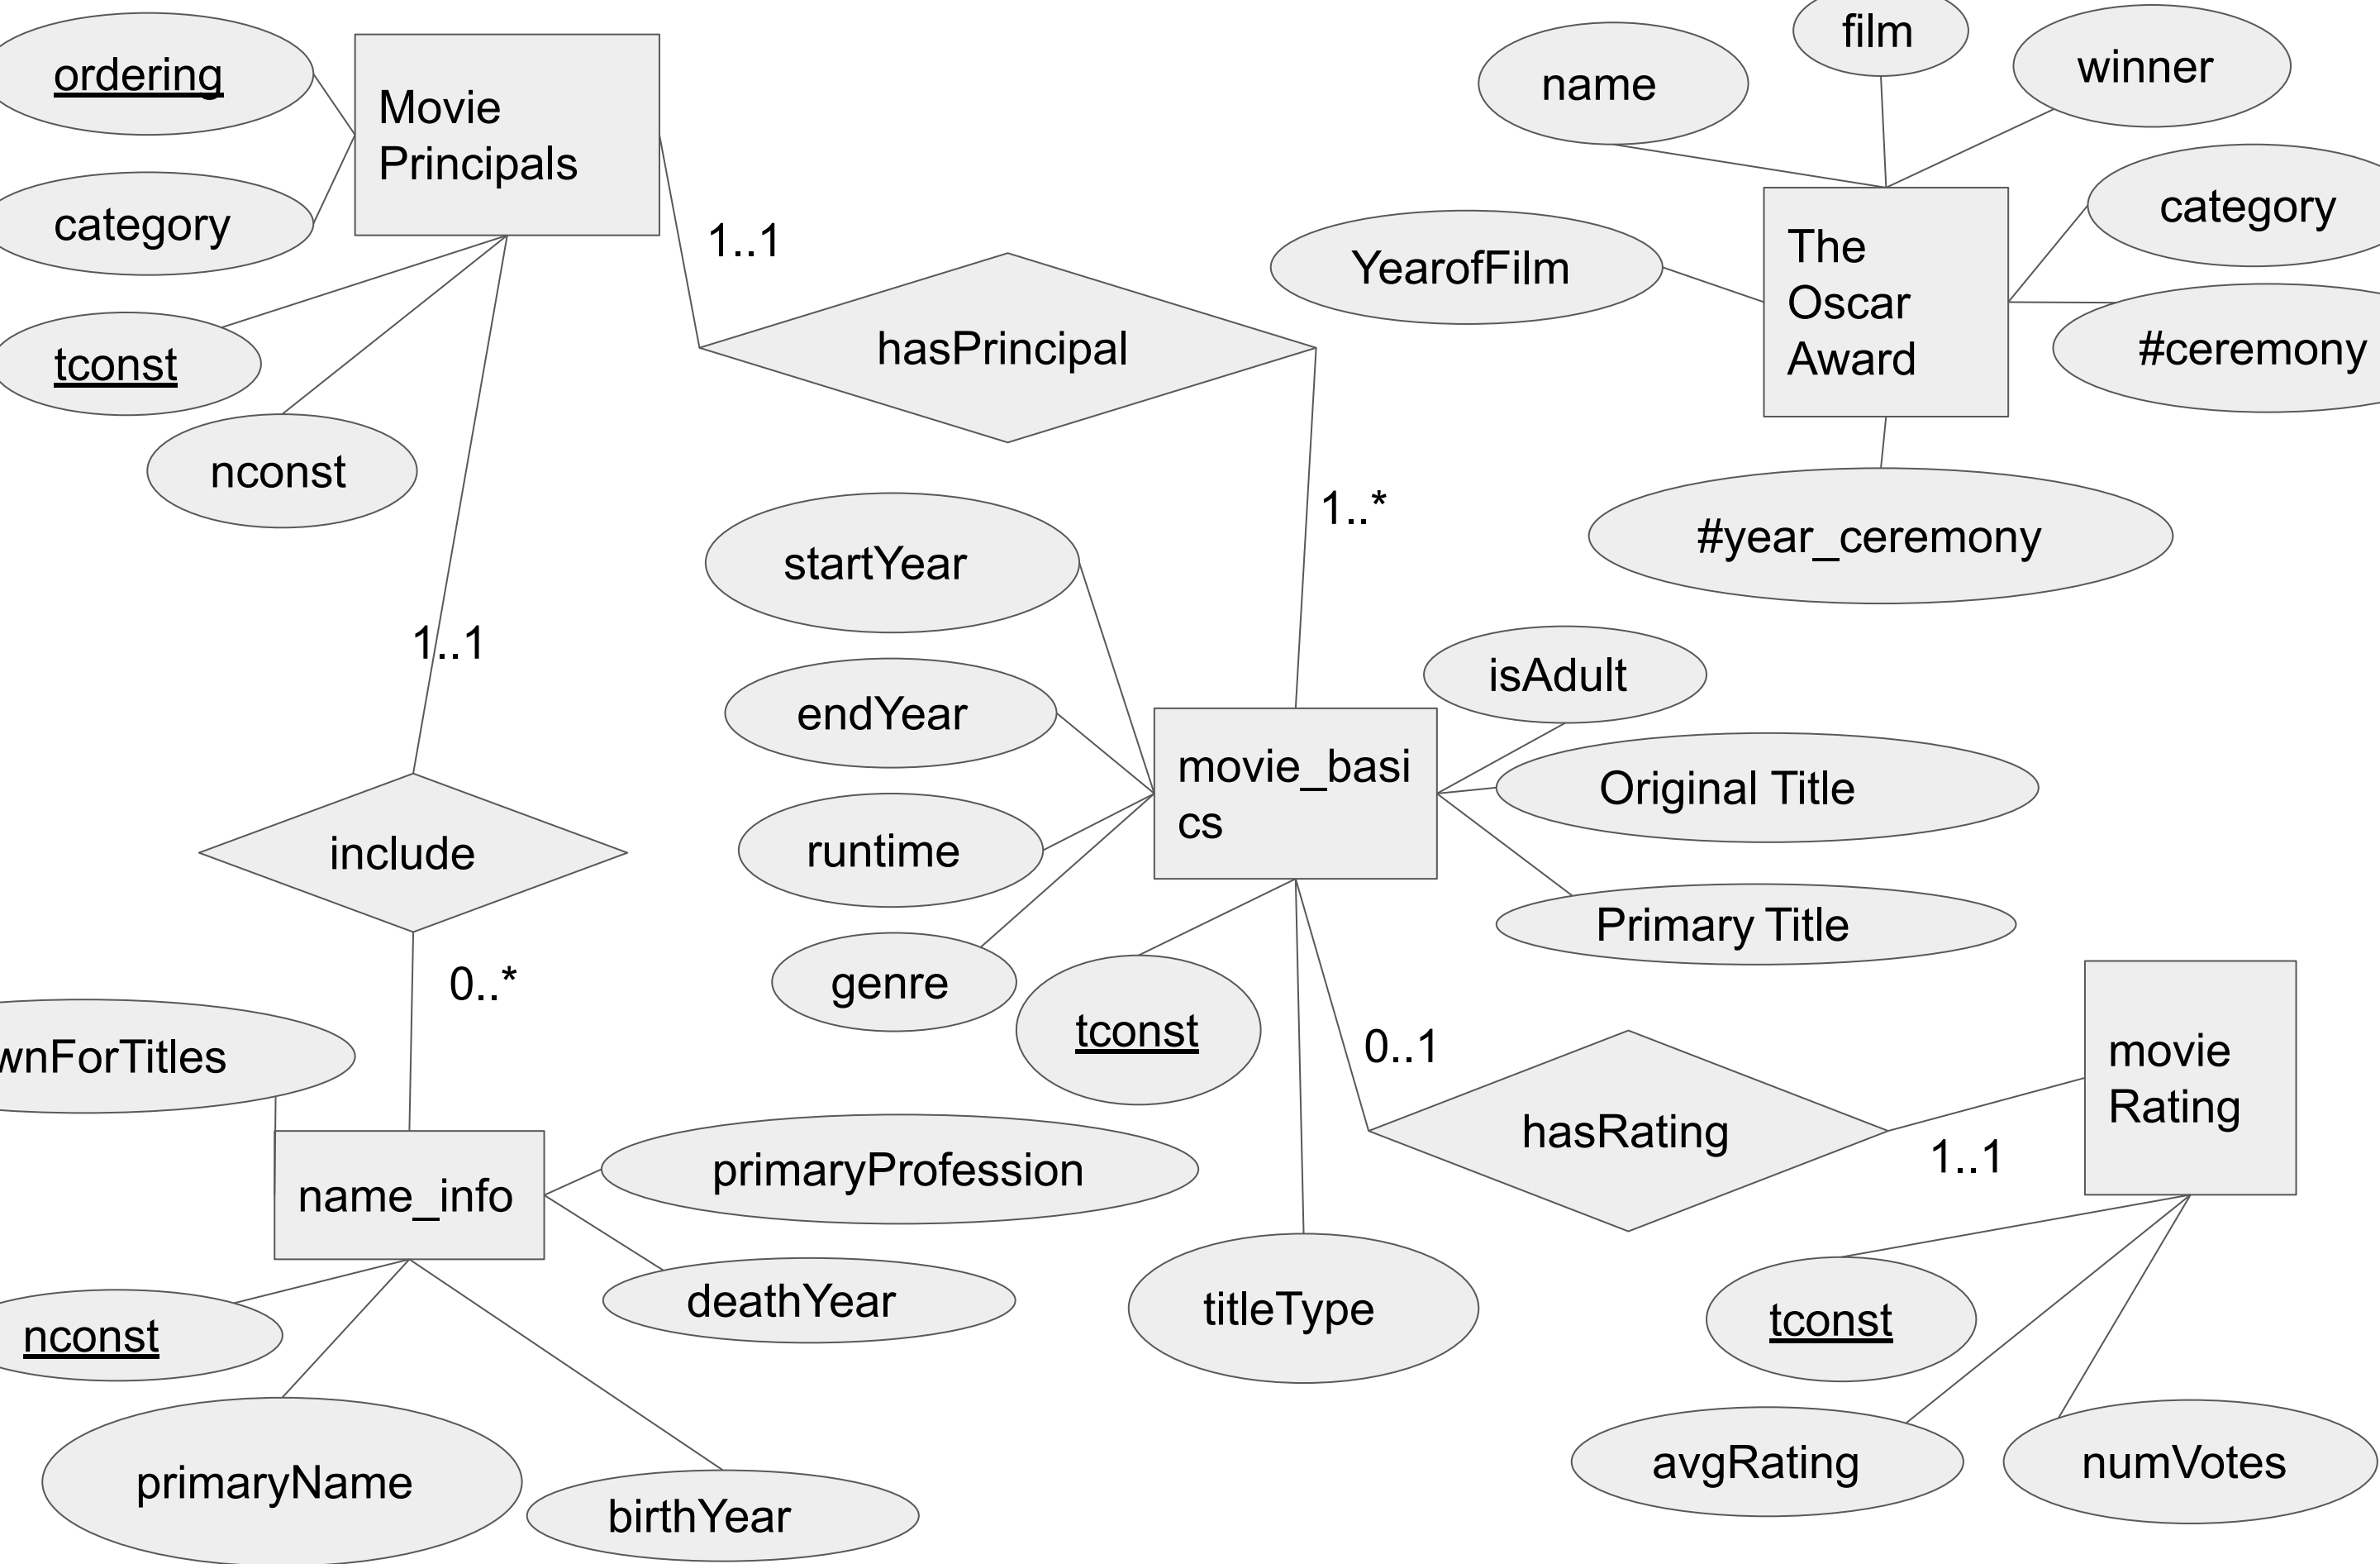 ordering
Movie
Principals
category
tconst
nconst
1..1
hasPrincipal
1..*
name
film
winner
category
YearofFilm
The
Oscar
Award
#ceremony
#year_ceremony
1..1
include
0..*
startYear
endYear
runtime
genre
movie_basi
cs
isAdult
Original Title
Primary Title
tconst
titleType
0..1
hasRating
1..1
movie
Rating
tconst
avgRating
numVotes
wnForTitles
name_info
primaryProfession
deathYear
nconst
primaryName
birthYear